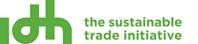 idh
the sustainable
trade initiative